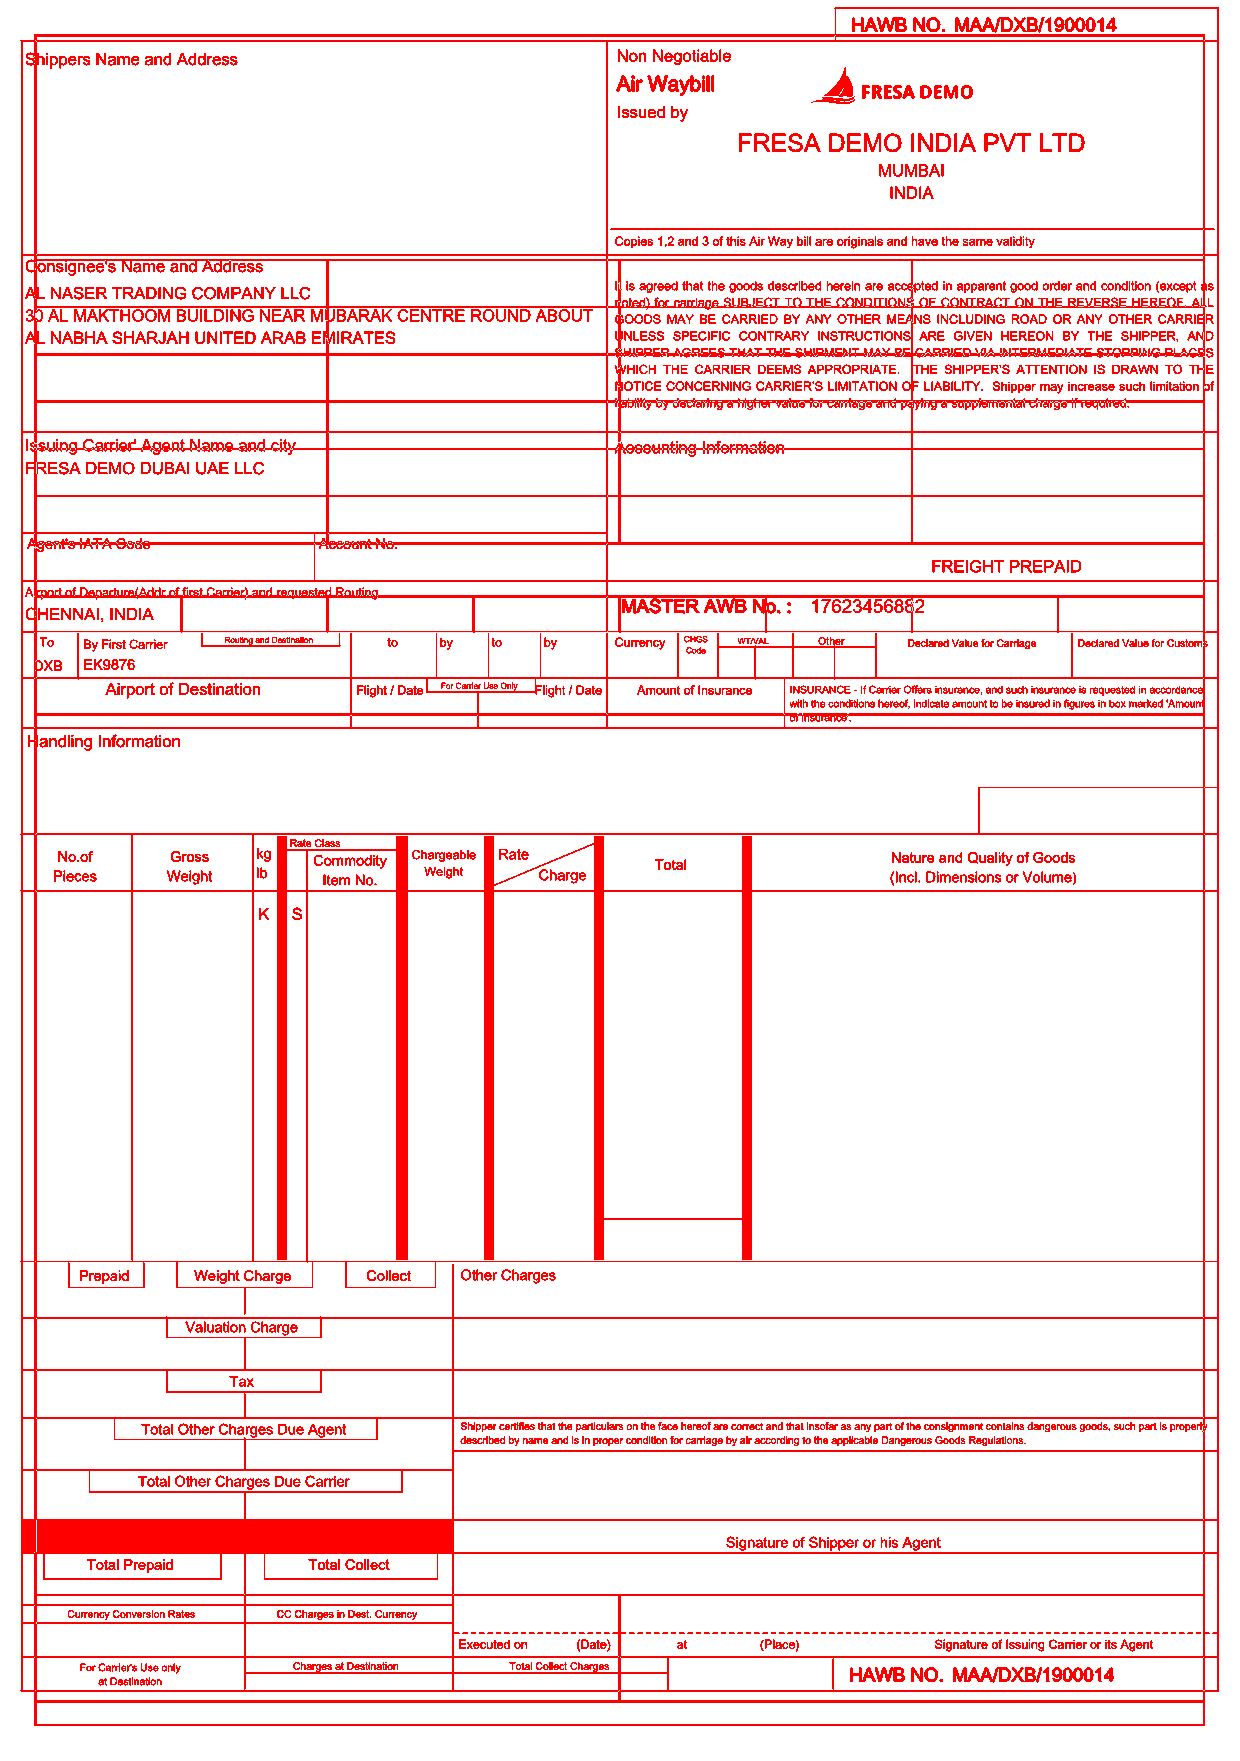 HAWB NO. MAA/DXB/1900014
Shippers Name and Address
Non Negotiable
Air Waybill
FRESA DEMO
Issued by
FRESA DEMO INDIA PVT LTD
MUMBAI
INDIA
Copies 1,2 and 3 of this Air Way bill are originals and have the same validity
Consignee's Name and Address
AL NASER TRADING COMPANY LLC
30 AL MAKTHOOM BUILDING NEAR MUBARAK CENTRE ROUND ABOUT
AL NABHA SHARJAH UNITED ARAB EMIRATES
It is agreed that the goods described herein are accepted in apparent good order and condition (except as
noted) for carriage SUBJECT TO THE CONDITIONS OF CONTRACT ON THE REVERSE HEREOF. ALL
GOODS MAY BE CARRIED BY ANY OTHER MEANS INCLUDING ROAD OR ANY OTHER CARRIER
UNLESS SPECIFIC CONTRARY INSTRUCTIONS ARE GIVEN HEREON BY THE SHIPPER, AND
SHIPPER AGREES THAT THE SHIPMENT MAY BE CARRIED VIA INTERMEDIATE STOPPING PLACES
WHICH THE CARRIER DEEMS APPROPRIATE. THE SHIPPER'S ATTENTION IS DRAWN TO THE
NOTICE CONCERNING CARRIER'S LIMITATION OF LIABILITY. Shipper may increase such limitation of
liability by declaring a higher value for carriage and paying a supplemental charge if required.
Issuing Carrier' Agent Name and city
FRESA DEMO DUBAI UAE LLC
Accounting Information
Agent's IATA Code
Account No.
FREIGHT PREPAID
Airport of Departure(Addr of first Carrier) and requested Routing
CHENNAI, INDIA
MASTER AWB No. : 17623456882
To
By First Carrier
Routing and Destination
to
by
to
by
Currency
CHGS
Code
WT/VAL
Other
Declared Value for Carriage
Declared Value for Customs
DXB
EK9876
Airport of Destination
Flight / Date
For Carrier Use Only
Flight / Date
Amount of Insurance
INSURANCE - If Carrier Offers insurance, and such insurance is requested in accordance
with the conditions hereof, indicate amount to be insured in figures in box marked 'Amount
of insurance'.
Handling Information
No.of
Pieces
Gross
Weight
kg
lb
Rate Class
Commodity
Item No.
Chargeable
Weight
Rate
Charge
Total
Nature and Quality of Goods
(Incl. Dimensions or Volume)
K
S
Prepaid
Weight Charge
Collect
Other Charges
Valuation Charge
Tax
Total Other Charges Due Agent
Shipper certifies that the particulars on the face hereof are correct and that insofar as any part of the consignment contains dangerous goods, such part is properly
described by name and is in proper condition for carriage by air according to the applicable Dangerous Goods Regulations.
Total Other Charges Due Carrier
Signature of Shipper or his Agent
Total Prepaid
Total Collect
Currency Conversion Rates
CC Charges in Dest. Currency
Executed on
(Date)
at
(Place)
Signature of Issuing Carrier or its Agent
For Carrier's Use only
at Destination
Charges at Destination
Total Collect Charges
HAWB NO. MAA/DXB/1900014